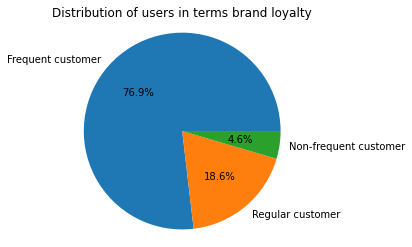 Distribution of users in terms brand loyalty
Frequent customer
76.9%
4.6%
Non-frequent customer
18.6%
Regular customer